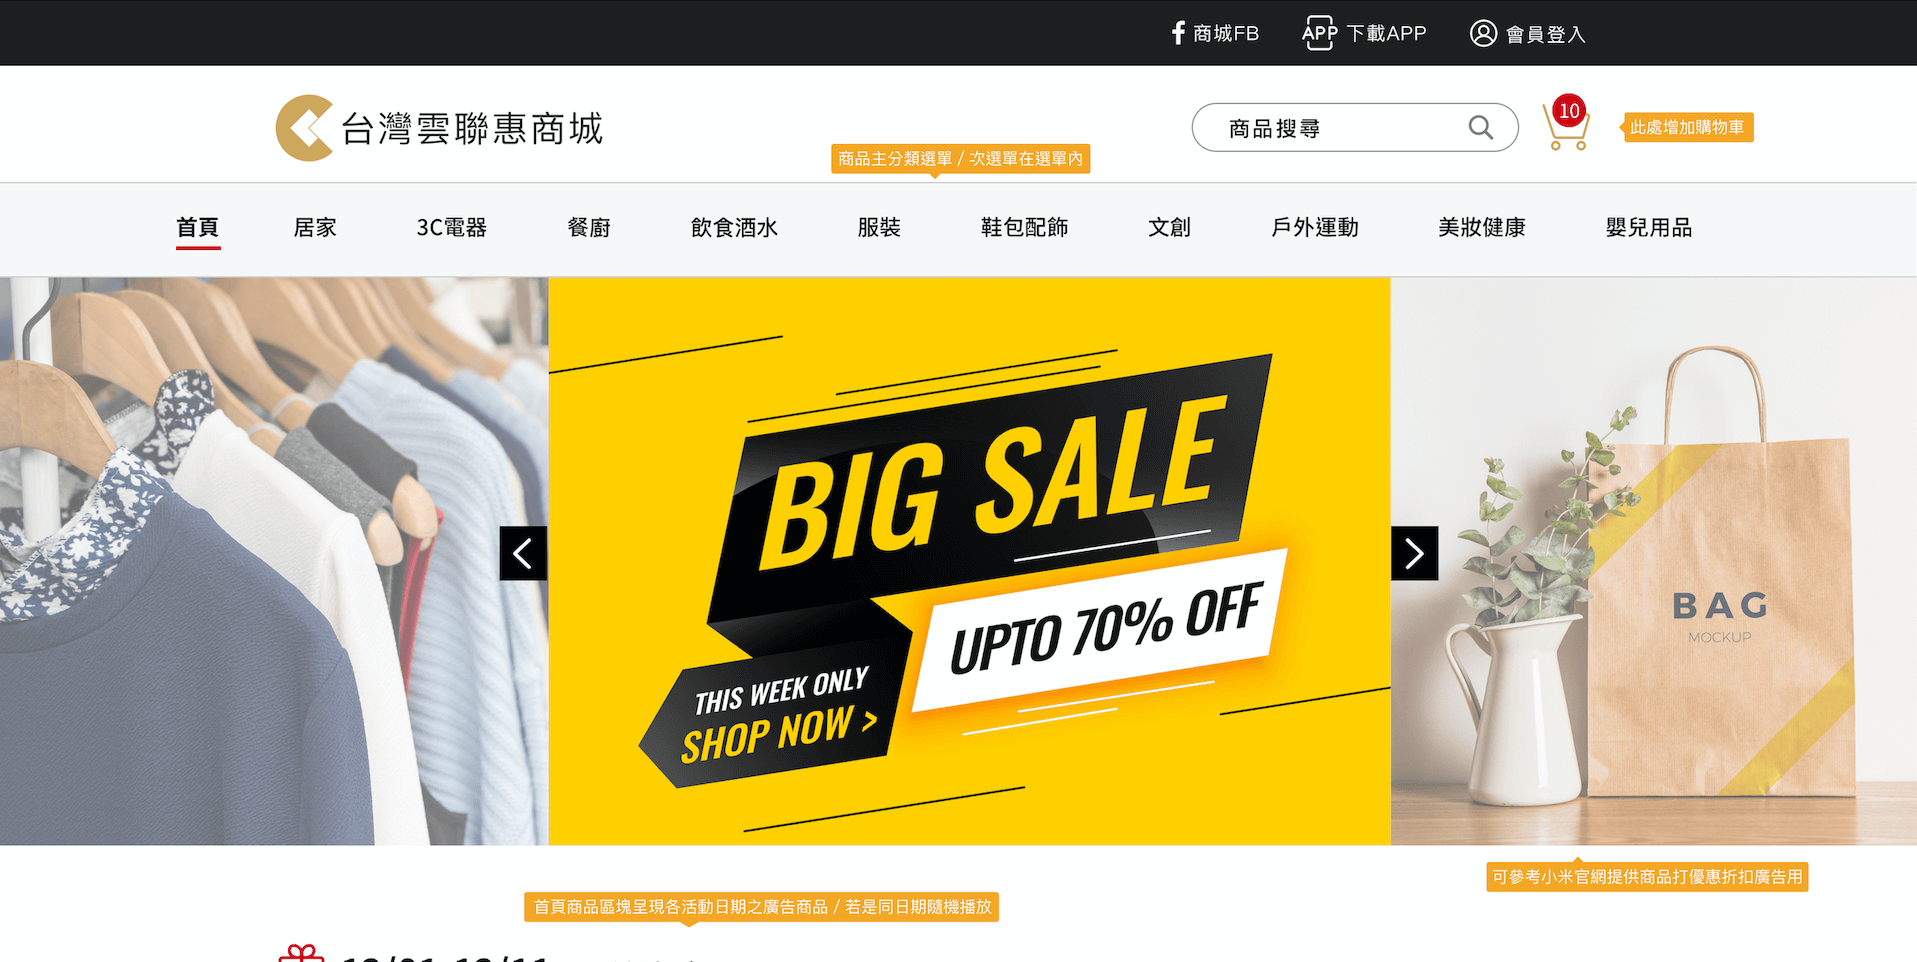 商城FB
APP 下載APP
會員登入
台灣雲聯惠商城
商品搜尋
10
此處增加購物車
商品主分類選單 / 次選單在選單內
首頁
居家
3C電器
餐廚
飲食酒水
服裝
鞋包配飾
文創
戶外運動
美妝健康
嬰兒用品
BIG SALE
UPTO 70% OFF
THIS WEEK ONLY
SHOP NOW >
BAG
MOCKUP
可參考小米官網提供商品打優惠折扣廣告用
首頁商品區塊呈現各活動日期之廣告商品 / 若是同日期隨機播放